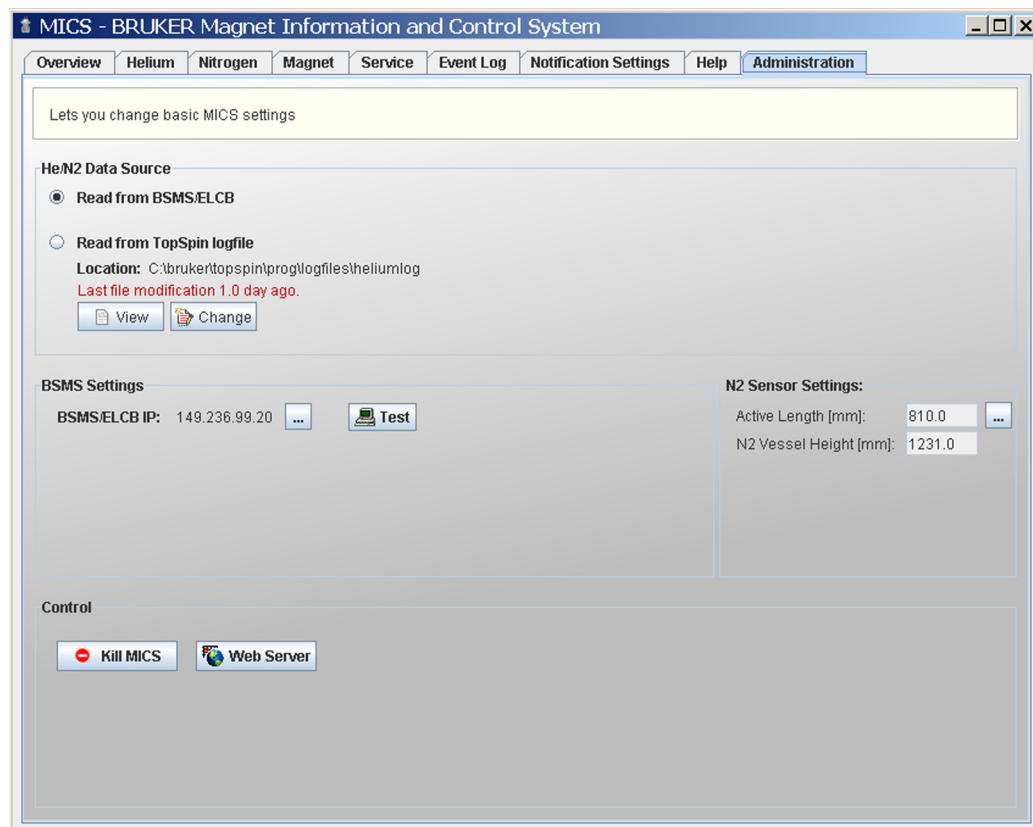 MICS - BRUKER Magnet Information and Control System
Overview Helium Nitrogen Magnet Service Event Log Notification Settings Help Administration
Lets you change basic MICS settings
He/N2 Data Source
Read from BSMS/ELCB
Read from TopSpin logfile
Location: C:\bruker\topspin\prog\logfiles\heliumlog
Last file modification 1.0 day ago.
View Change
BSMS Settings N2 Sensor Settings:
BSMS/ELCB IP: 149.236.99.20 ... Test Active Length [mm]: 810.0 ...
N2 Vessel Height [mm]: 1231.0
Control
Kill MICS Web Server